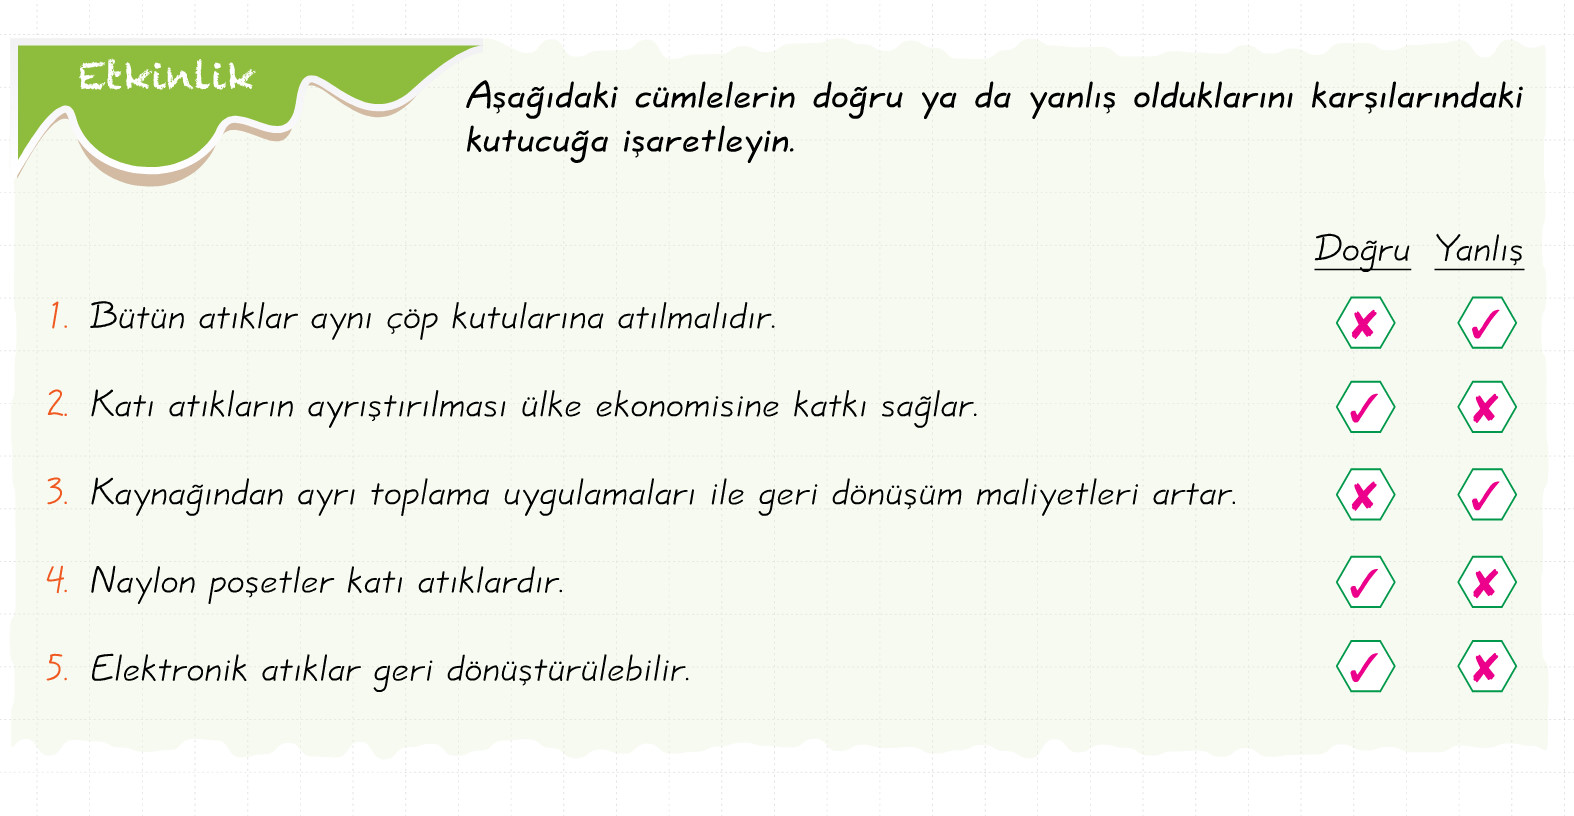 Etkinlik
Aşağıdaki cümlelerin doğru ya da yanlış olduklarını karşılarındaki
kutucuğa işaretleyin.
Doğru Yanlış
1. Bütün atıklar aynı çöp kutularına atılmalıdır. ✘ ✓
2. Katı atıkların ayrıştırılması ülke ekonomisine katkı sağlar. ✓ ✘
3. Kaynağından ayrı toplama uygulamaları ile geri dönüşüm maliyetleri artar. ✘ ✓
4. Naylon poşetler katı atıklardır. ✓ ✘
5. Elektronik atıklar geri dönüştürülebilir. ✓ ✘